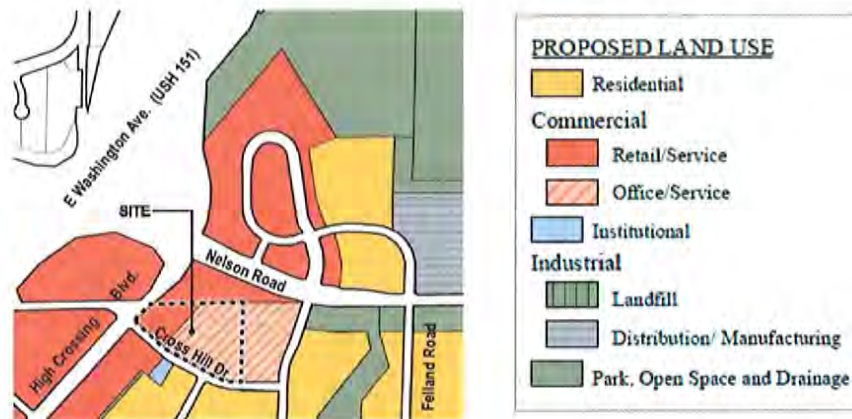 E Washington Ave. (USH 151)
SITE
Nelson Road
High Crossing Blvd.
Cross Hill Dr.
Felland Road
PROPOSED LAND USE
Residential
Commercial
Retail/Service
Office/Service
Institutional
Industrial
Landfill
Distribution/ Manufacturing
Park, Open Space and Drainage